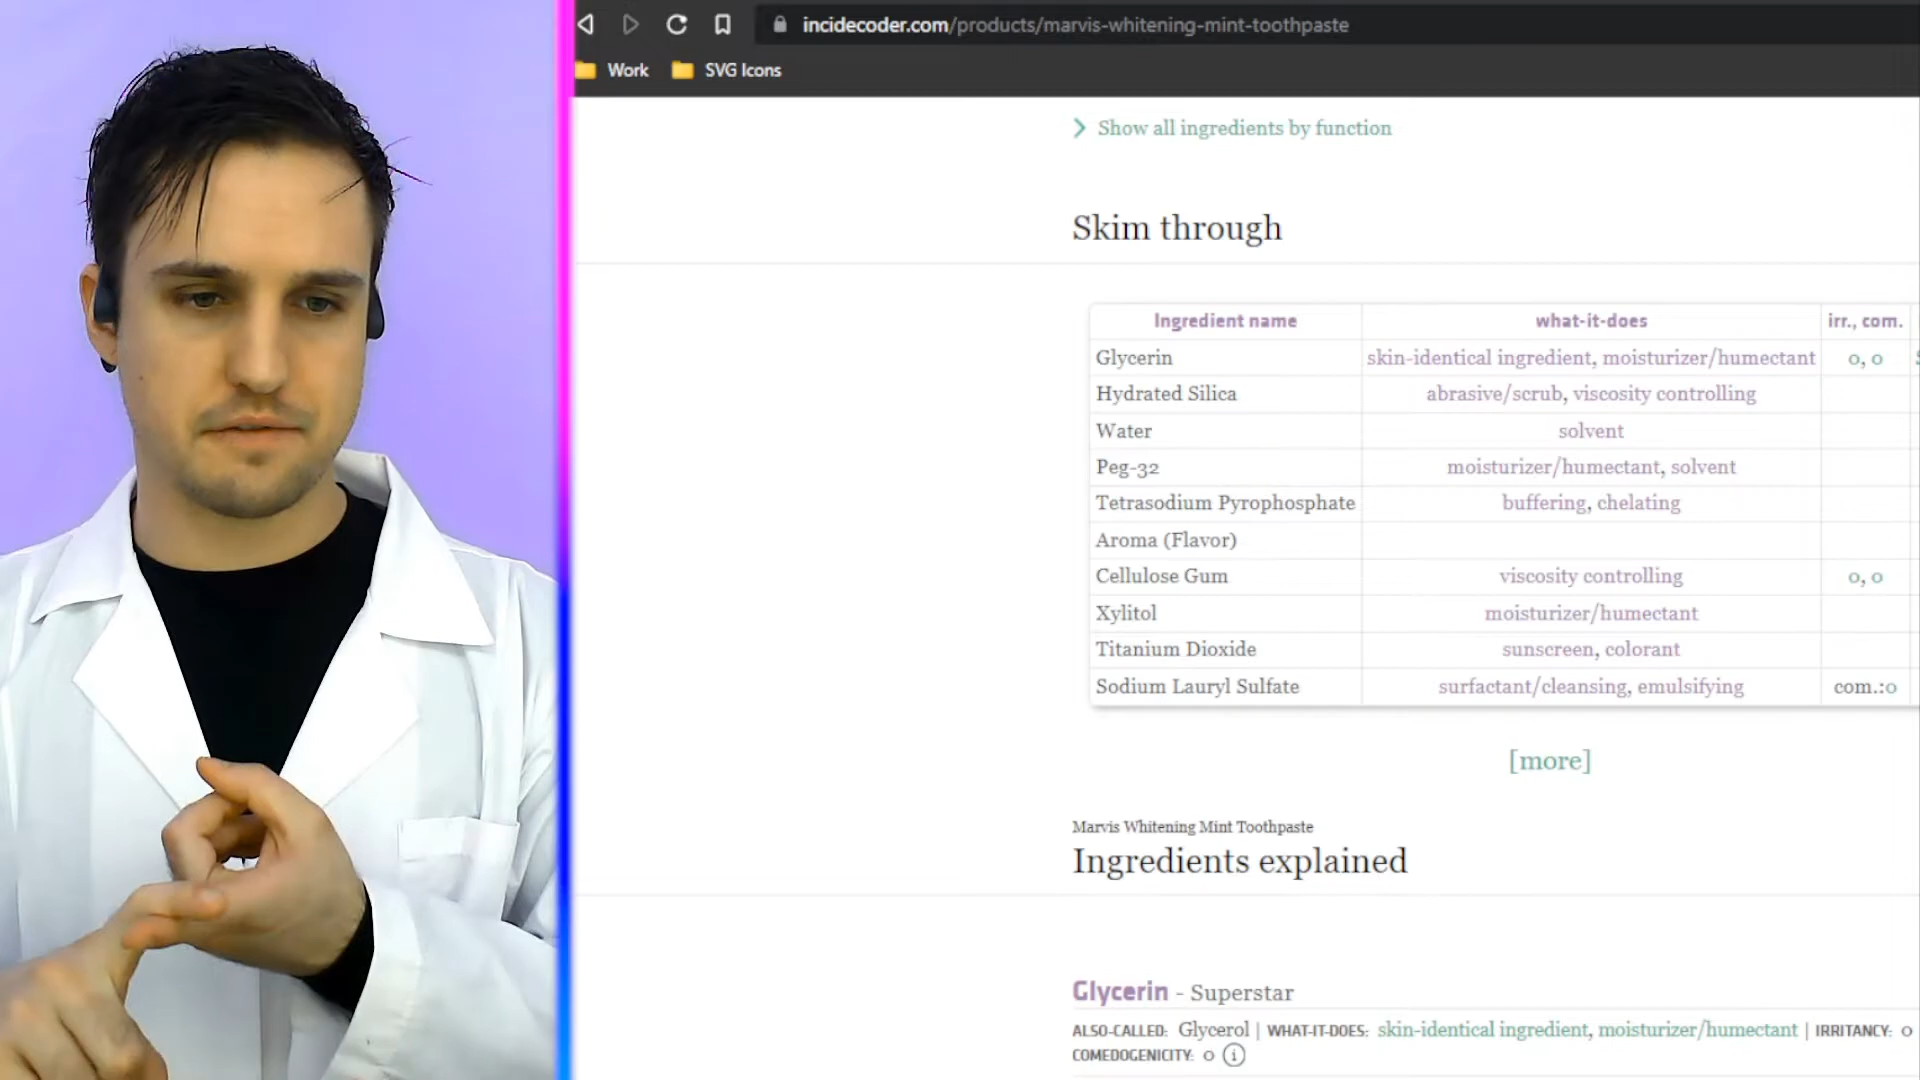 incidecoder.com/products/marvis-whitening-mint-toothpaste
Work SVG Icons
Show all ingredients by function
Skim through
Ingredient name what-it-does irr., com.
Glycerin skin-identical ingredient, moisturizer/humectant 0, 0
Hydrated Silica abrasive/scrub, viscosity controlling
Water solvent
Peg-32 moisturizer/humectant, solvent
Tetrasodium Pyrophosphate buffering, chelating
Aroma (Flavor)
Cellulose Gum viscosity controlling 0, 0
Xylitol moisturizer/humectant
Titanium Dioxide sunscreen, colorant
Sodium Lauryl Sulfate surfactant/cleansing, emulsifying com.:0
[more]
Marvis Whitening Mint Toothpaste
Ingredients explained
Glycerin - Superstar
ALSO-CALLED: Glycerol | WHAT-IT-DOES: skin-identical ingredient, moisturizer/humectant | IRRITANCY: 0
COMEDOGENICITY: 0 i